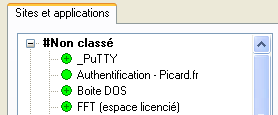 Sites et applications
#Non classé
_PuTTY
Authentification - Picard.fr
Boite DOS
FFT (espace licencié)